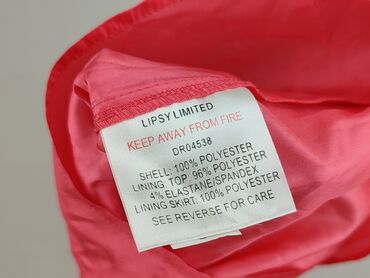 LIPSY LIMITED
KEEP AWAY FROM FIRE
DR04538
SHELL: 100% POLYESTER
LINING: TOP: 96% POLYESTER
4% ELASTANE/SPANDEX
LINING SKIRT: 100% POLYESTER
SEE REVERSE FOR CARE